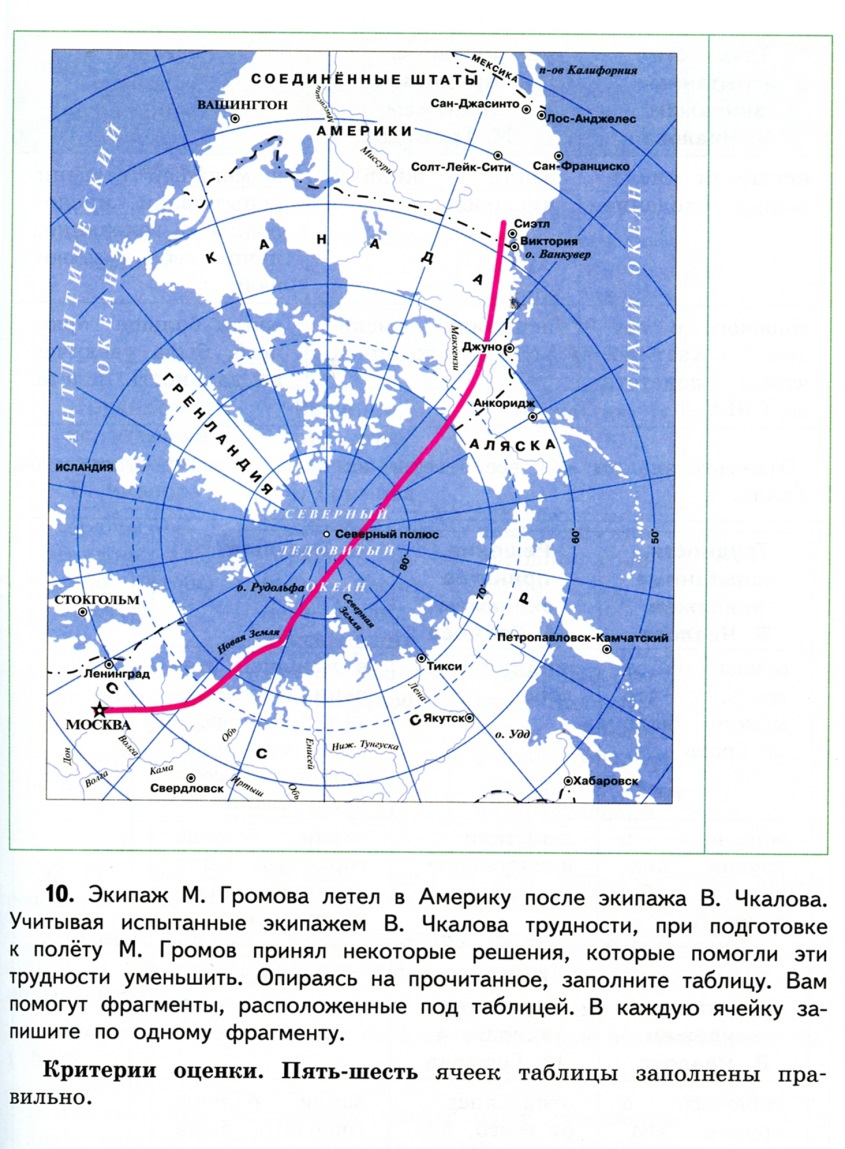 МЕКСИКА
п-ов Калифорния
СОЕДИНЁННЫЕ ШТАТЫ
ВАШИНГТОН
Миссисипи
Сан-Джасинто
Лос-Анджелес
АМЕРИКИ
Миссури
Солт-Лейк-Сити
Сан-Франциско
АНТЛАНТИЧЕСКИЙ
ОКЕАН
ТИХИЙ ОКЕАН
КАНАДА
Сиэтл
Виктория
о. Ванкувер
Маккензи
Джуно
ГРЕНЛАНДИЯ
Анкоридж
АЛЯСКА
ИСЛАНДИЯ
СЕВЕРНЫЙ
Северный полюс
ЛЕДОВИТЫЙ
ОКЕАН
80°
70°
60°
50°
о. Рудольфа
Северная
Земля
СТОКГОЛЬМ
Новая Земля
Р
Петропавловск-Камчатский
Ленинград
Тикси
С
МОСКВА
Лена
С
Якутск
о. Удд
Обь
С
Енисей
Ниж. Тунгуска
Дон
Волга
Волга
Кама
Свердловск
Иртыш
Обь
Хабаровск
10. Экипаж М. Громова летел в Америку после экипажа В. Чкалова.
Учитывая испытанные экипажем В. Чкалова трудности, при подготовке
к полёту М. Громов принял некоторые решения, которые помогли эти
трудности уменьшить. Опираясь на прочитанное, заполните таблицу. Вам
помогут фрагменты, расположенные под таблицей. В каждую ячейку за-
пишите по одному фрагменту.
Критерии оценки. Пять-шесть ячеек таблицы заполнены пра-
вильно.